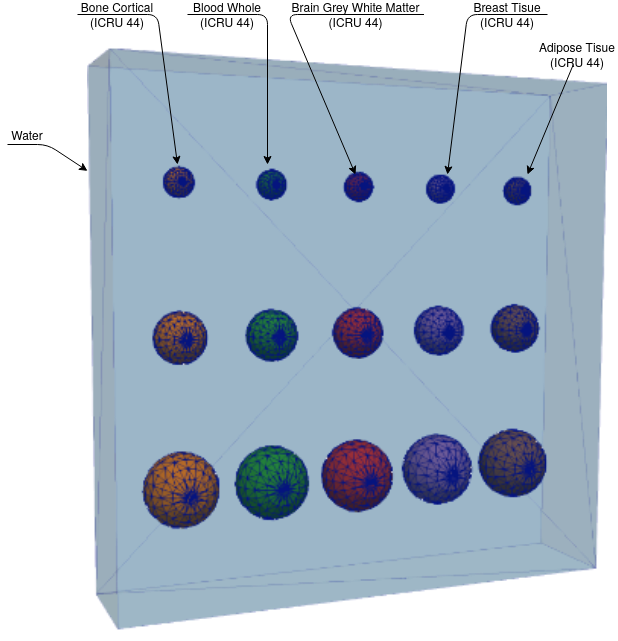 Bone Cortical
(ICRU 44)
Blood Whole
(ICRU 44)
Brain Grey White Matter
(ICRU 44)
Breast Tisue
(ICRU 44)
Adipose Tisue
(ICRU 44)
Water